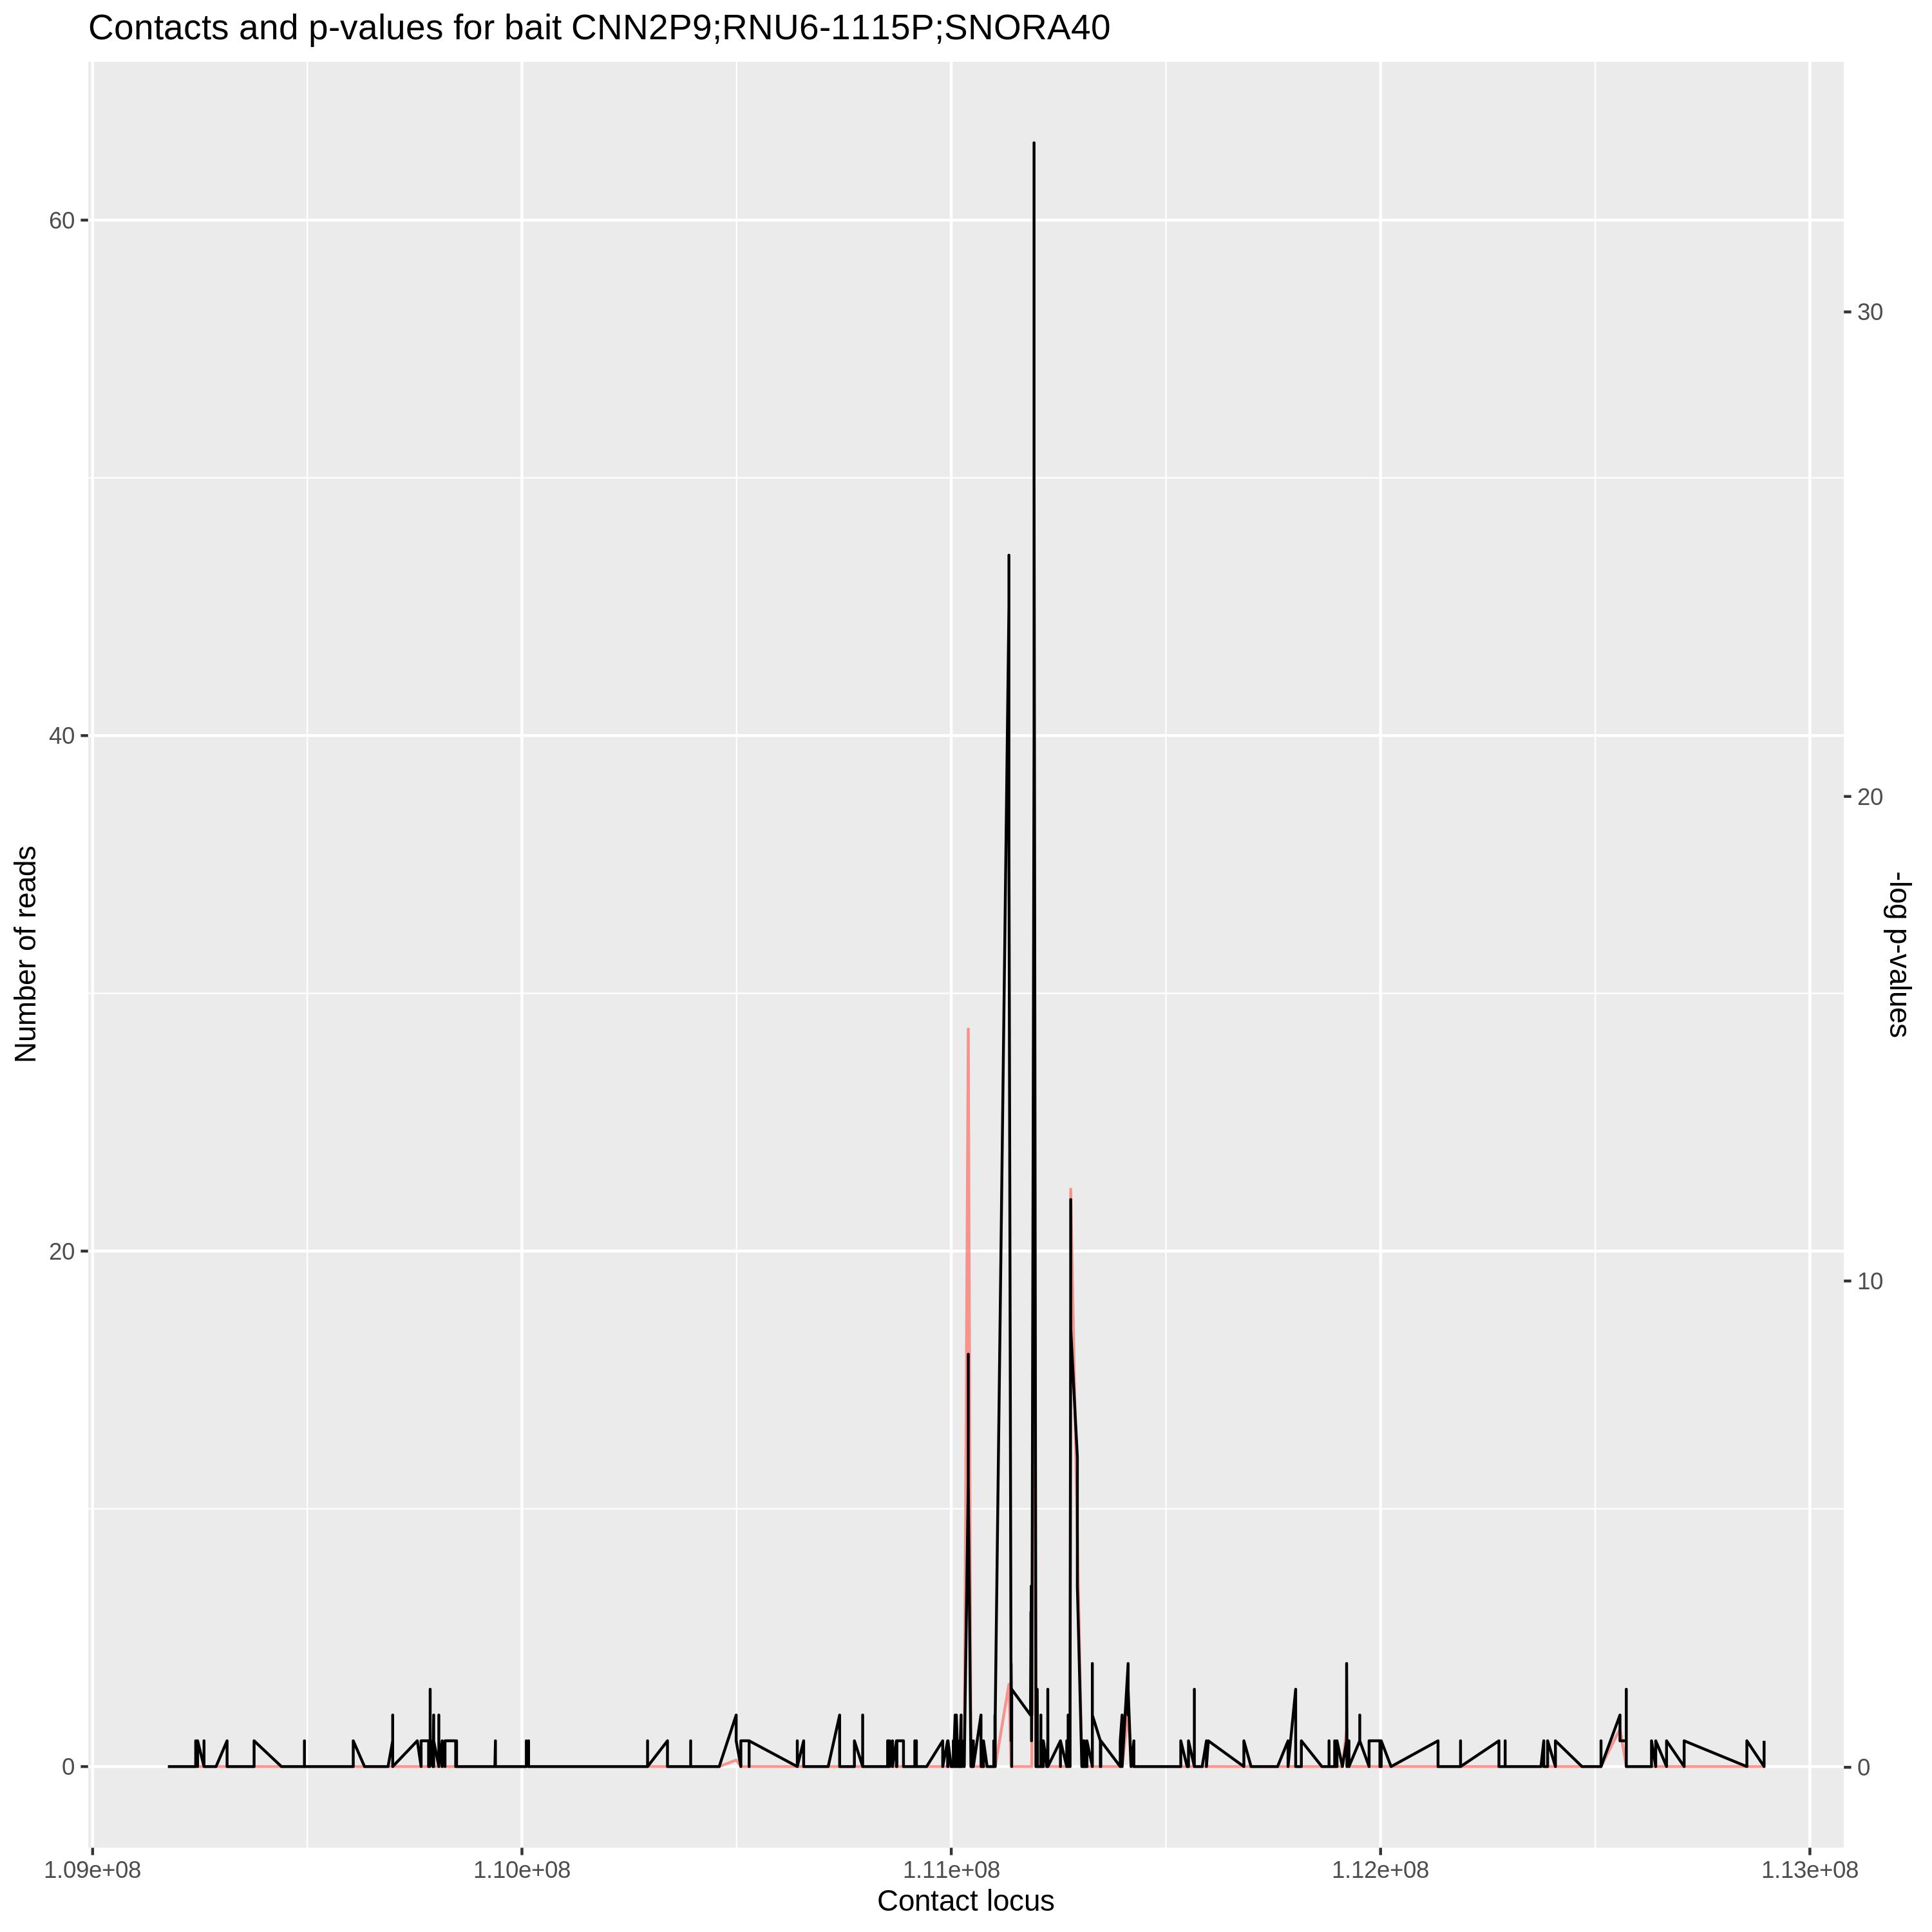 Contacts and p-values for bait CNN2P9;RNU6-1115P;SNORA40
60
40
20
0
30
20
10
0
Number of reads
-log p-values
1.09e+08 1.10e+08 1.11e+08 1.12e+08 1.13e+08
Contact locus